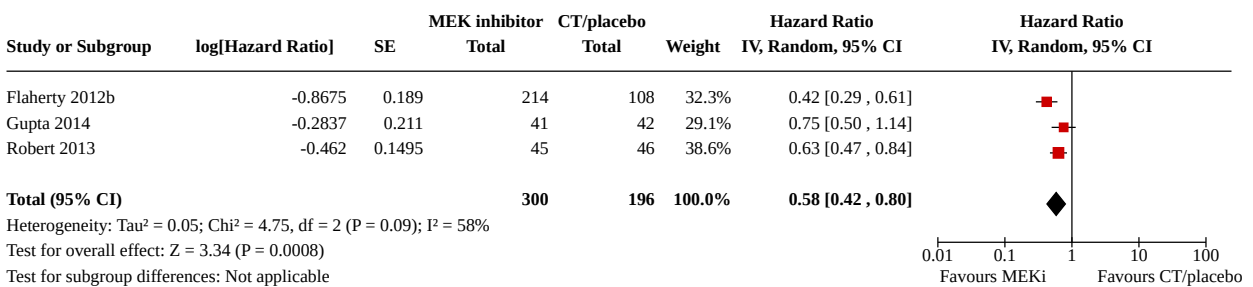 MEK inhibitor CT/placebo Hazard Ratio Hazard Ratio
Study or Subgroup log[Hazard Ratio] SE Total Total Weight IV, Random, 95% CI IV, Random, 95% CI
Flaherty 2012b -0.8675 0.189 214 108 32.3% 0.42 [0.29 , 0.61]
Gupta 2014 -0.2837 0.211 41 42 29.1% 0.75 [0.50 , 1.14]
Robert 2013 -0.462 0.1495 45 46 38.6% 0.63 [0.47 , 0.84]
Total (95% CI) 300 196 100.0% 0.58 [0.42 , 0.80]
Heterogeneity: Tau² = 0.05; Chi² = 4.75, df = 2 (P = 0.09); I² = 58%
Test for overall effect: Z = 3.34 (P = 0.0008)
0.01 0.1 1 10 100
Test for subgroup differences: Not applicable
Favours MEKi Favours CT/placebo